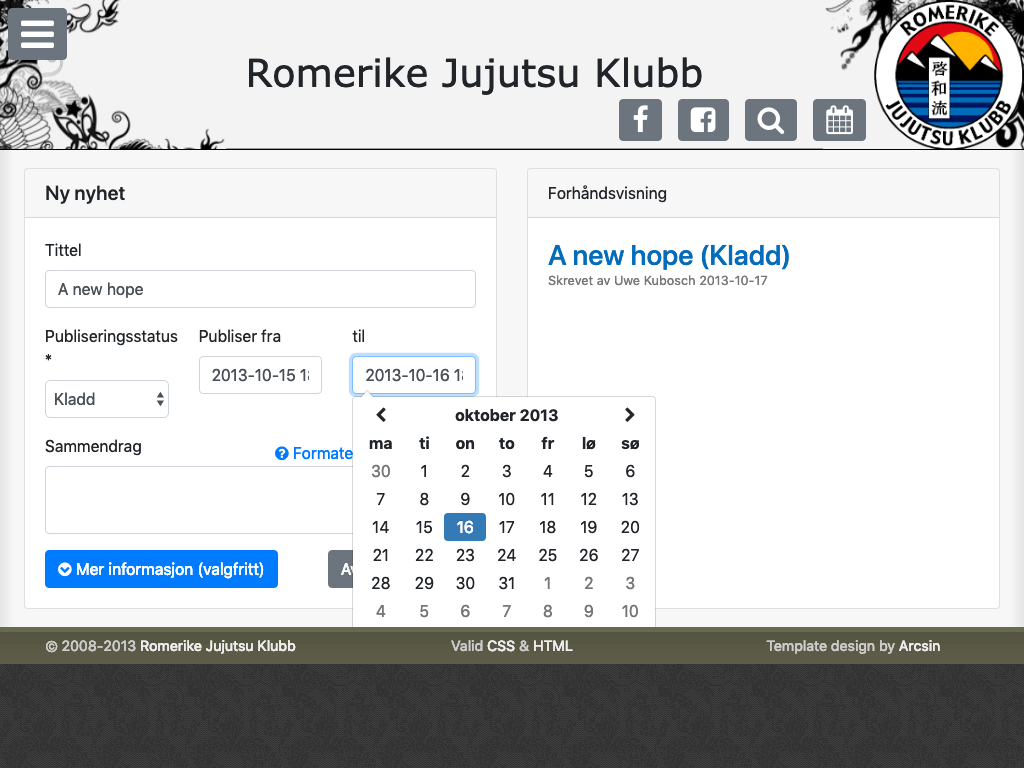 Romerike Jujutsu Klubb
ROMERIKE
啓和流
JUJUTSU KLUBB
Ny nyhet
Tittel
A new hope
Publiseringsstatus *
Publiser fra
til
Kladd
2013-10-15 18
2013-10-16 18
Sammendrag
Formate
Mer informasjon (valgfritt)
Forhåndsvisning
A new hope (Kladd)
Skrevet av Uwe Kubosch 2013-10-17
oktober 2013
ma ti on to fr lø sø
30 1 2 3 4 5 6
7 8 9 10 11 12 13
14 15 16 17 18 19 20
21 22 23 24 25 26 27
28 29 30 31 1 2 3
4 5 6 7 8 9 10
© 2008-2013 Romerike Jujutsu Klubb
Valid CSS & HTML
Template design by Arcsin